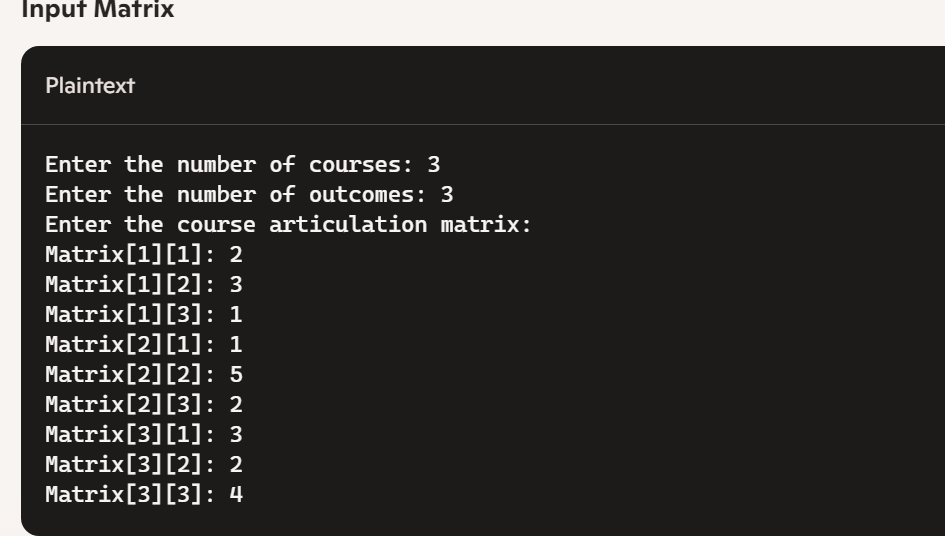 Input Matrix
Plaintext
Enter the number of courses: 3
Enter the number of outcomes: 3
Enter the course articulation matrix:
Matrix[1][1]: 2
Matrix[1][2]: 3
Matrix[1][3]: 1
Matrix[2][1]: 1
Matrix[2][2]: 5
Matrix[2][3]: 2
Matrix[3][1]: 3
Matrix[3][2]: 2
Matrix[3][3]: 4